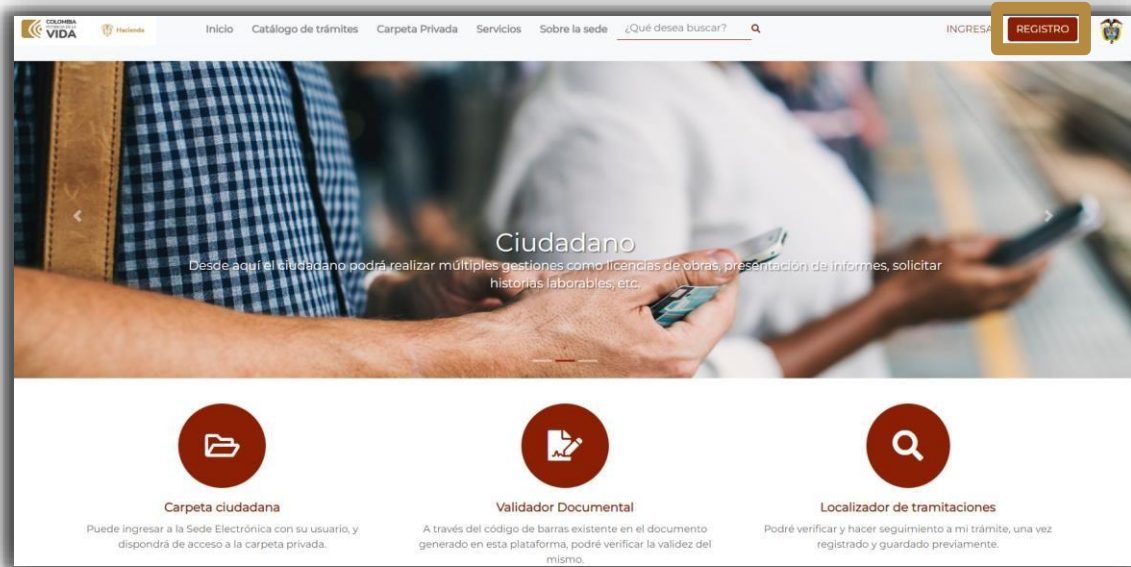 COLOMBIA
POTENCIA DE LA
VIDA
Hacienda
Inicio Catálogo de trámites Carpeta Privada Servicios Sobre la sede ¿Qué desea buscar?
INGRESA REGISTRO
Ciudadano
Desde aquí el ciudadano podrá realizar múltiples gestiones como licencias de obras, presentación de informes, solicitar
historias laborables, etc.
Carpeta ciudadana
Puede ingresar a la Sede Electrónica con su usuario, y
dispondrá de acceso a la carpeta privada.
Validador Documental
A través del código de barras existente en el documento
generado en esta plataforma, podré verificar la validez del
mismo.
Localizador de tramitaciones
Podré verificar y hacer seguimiento a mi trámite, una vez
registrado y guardado previamente.